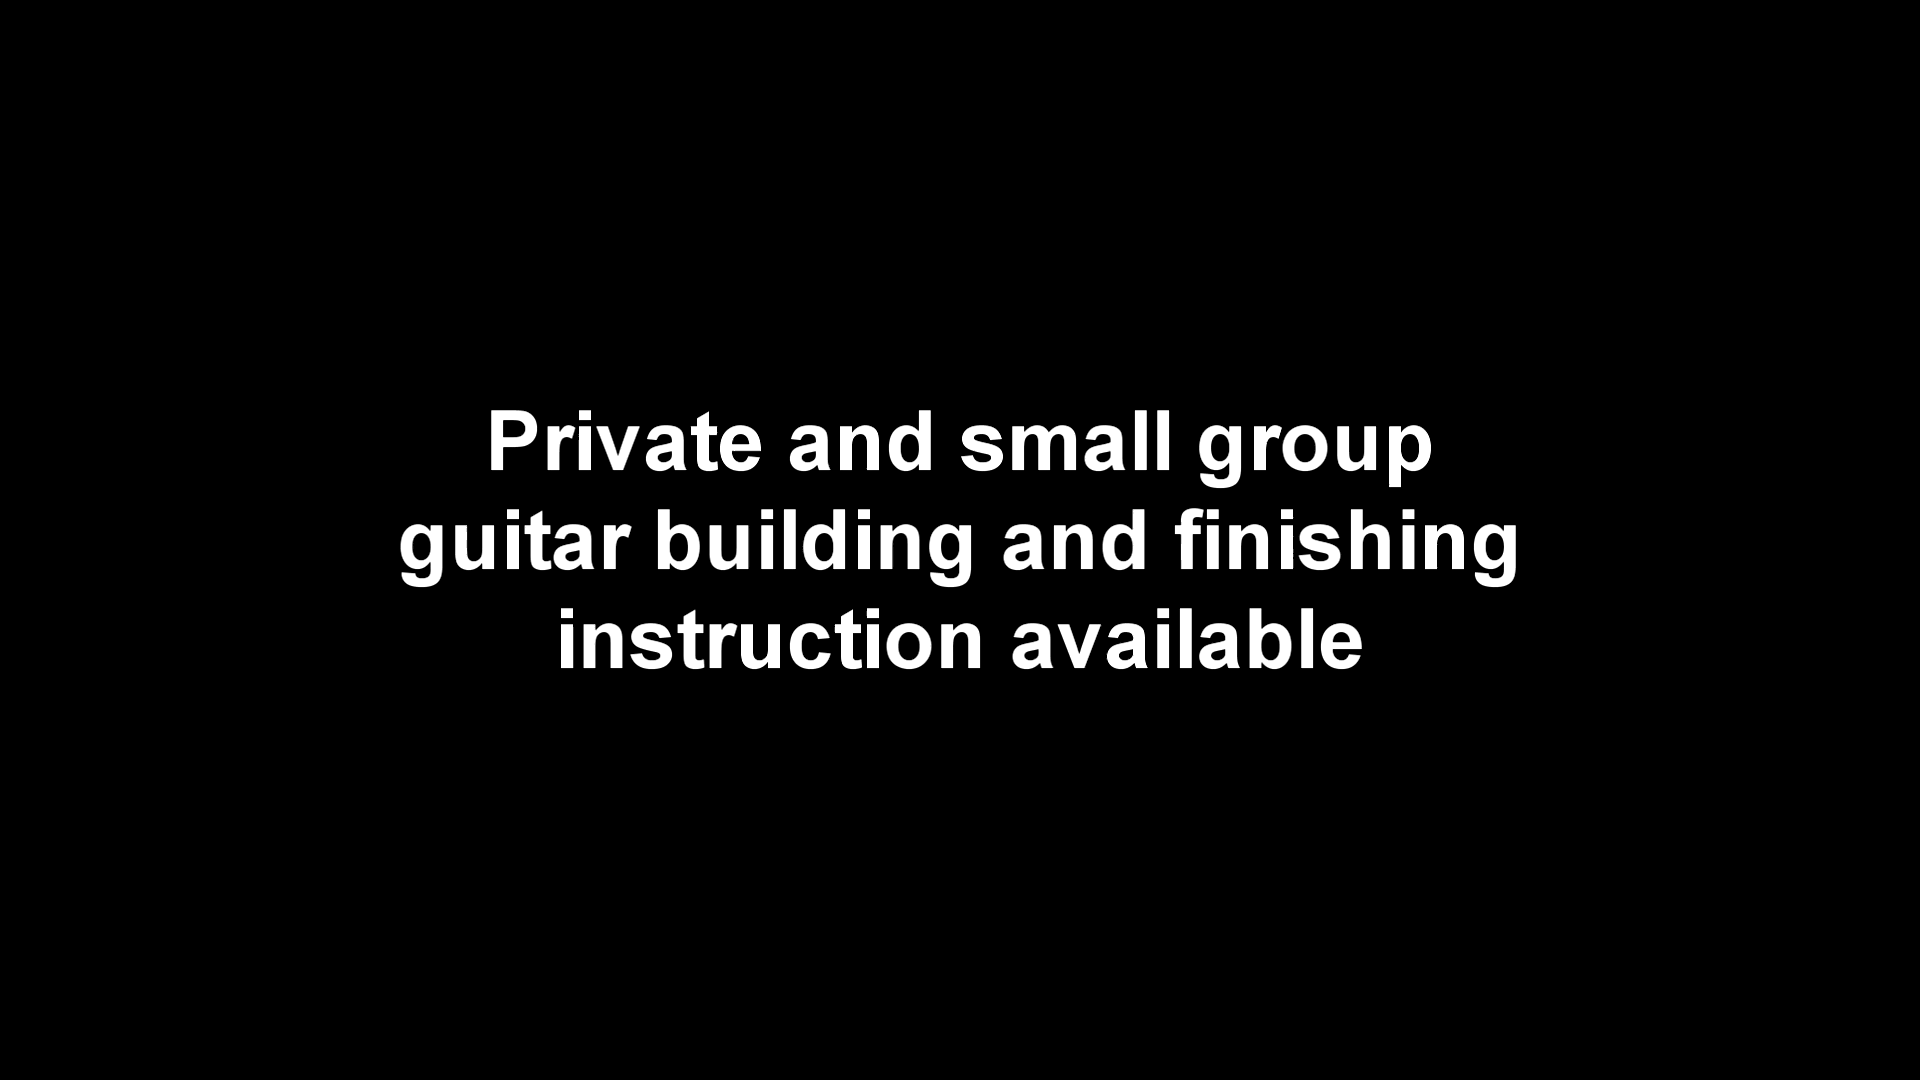 Private and small group
guitar building and finishing
instruction available